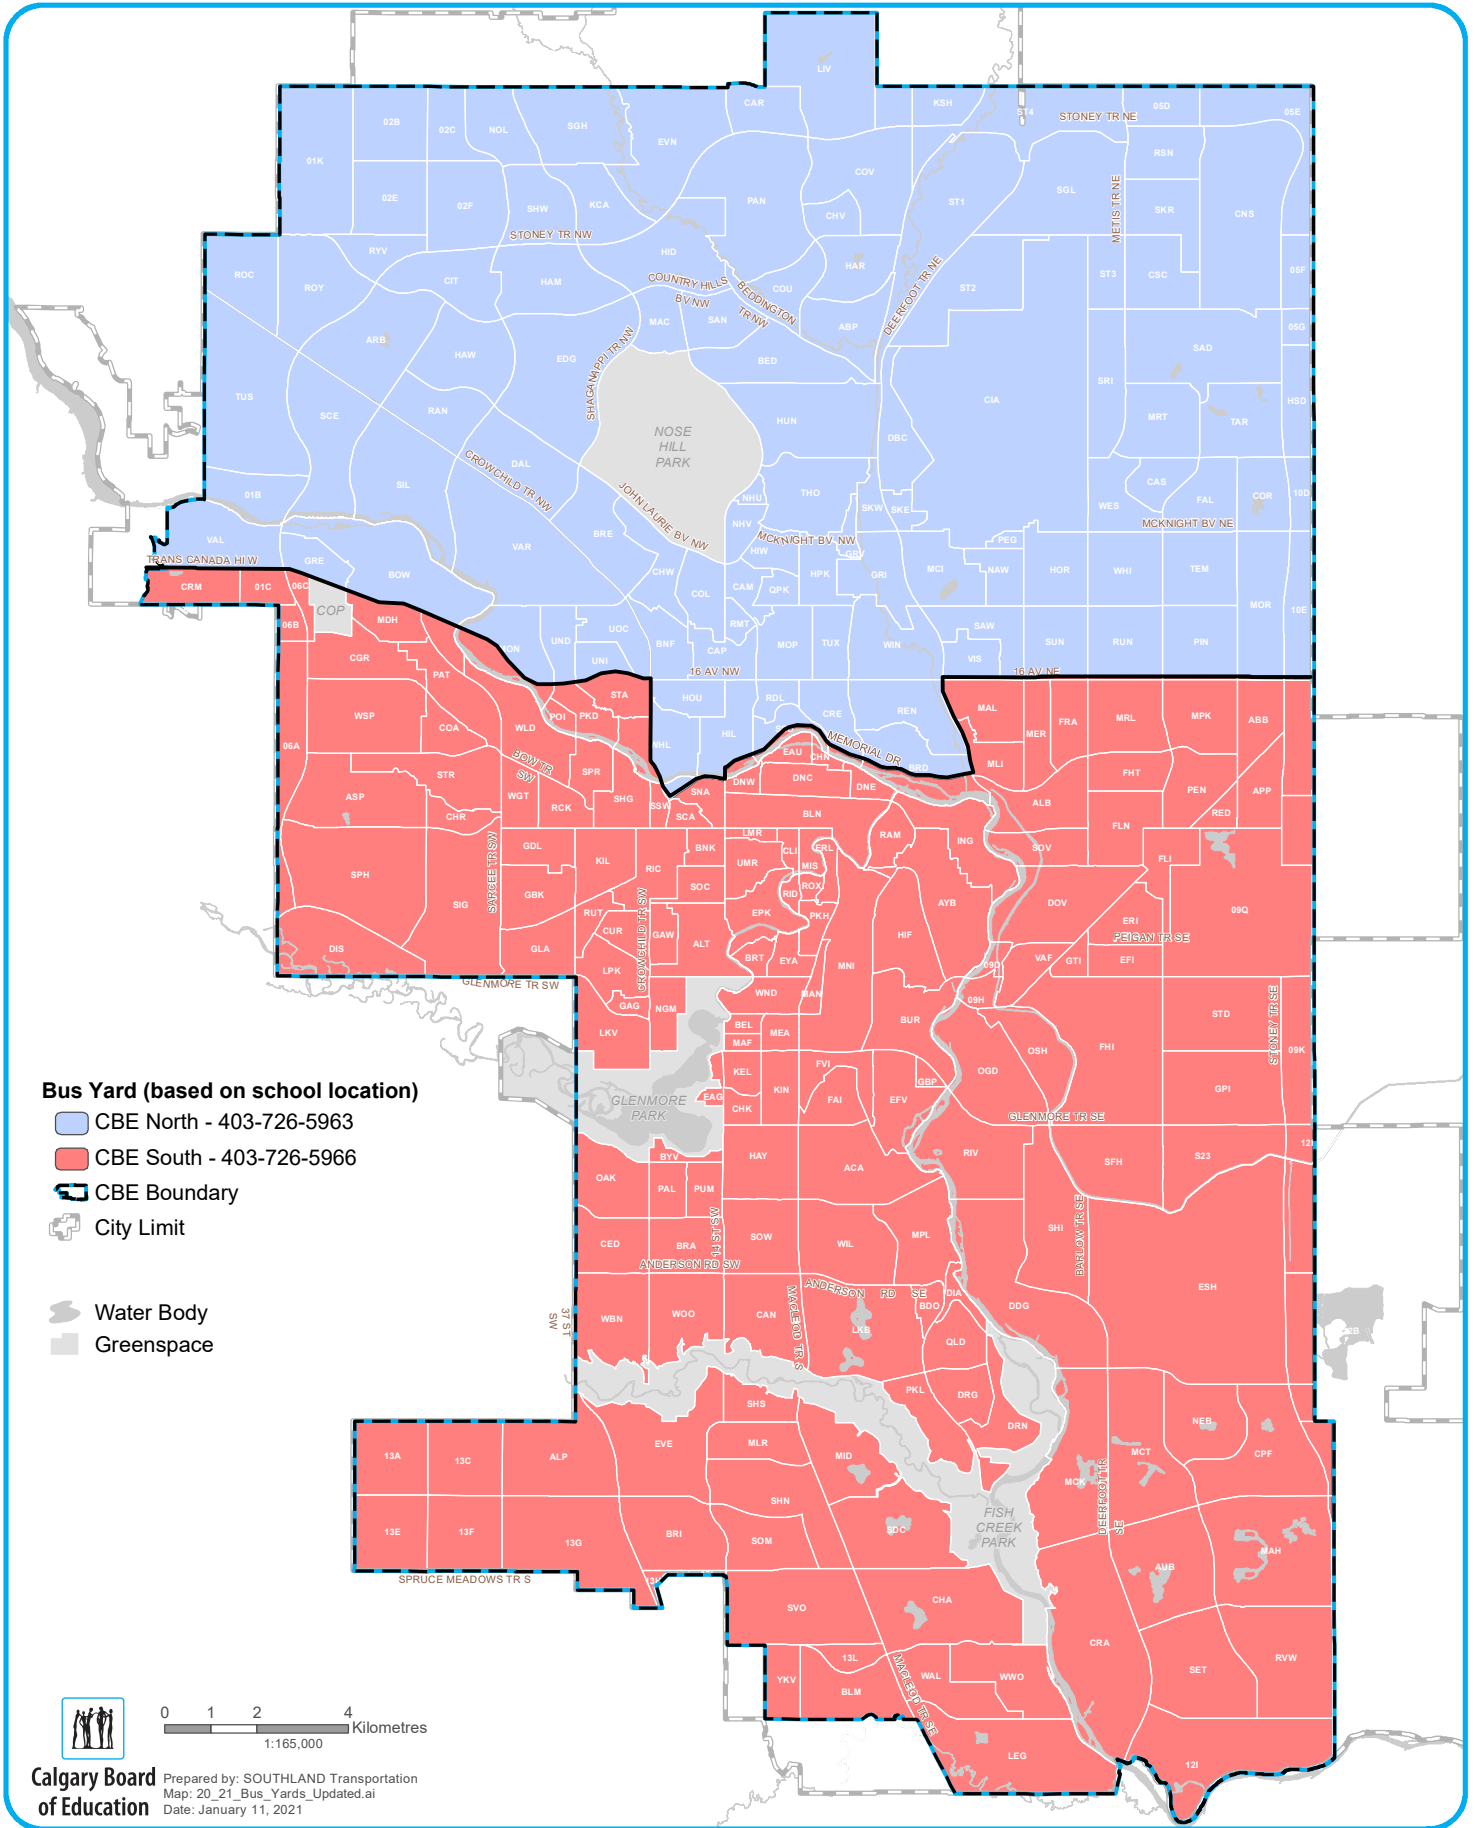 LIV
CAR
KSH
ST4
05D
05E
STONEY TR NE
02B
02C
NOL
SGH
EVN
RSN
01K
COV
SGL
METIS TR NE
02E
02F
SHW
KCA
PAN
CHV
ST1
SKR
CNS
STONEY TR NW
RYV
HID
HAR
ROC
ROY
CIT
HAM
COUNTRY HILLS
BV NW
COU
BEDDINGTON
TR NW
DEERFOOT TR NE
ST2
ST3
CSC
05F
MAC
SAN
ABP
05G
ARB
HAW
EDG
SHAGANAPPI TR NW
BED
SAD
SRI
TUS
SCE
RAN
CIA
MRT
TAR
HSD
NOSE
HILL
PARK
HUN
DBC
CROWCHILD TR NW
DAL
SIL
JOHN LAURIE BV NW
01B
NHU
THO
SKW
SKE
WES
CAS
FAL
COR
10D
NHV
MCKNIGHT BV NW
MCKNIGHT BV NE
VAL
BRE
VAR
HIW
GRV
PEG
TRANS CANADA HI W
GRE
BOW
CHW
COL
CAM
QPK
HPK
GRI
MCI
NAW
HOR
WHI
TEM
CRM
01C
06C
COP
MOR
10E
06B
MDH
UND
UOC
BNF
RMT
CAP
MOP
TUX
WIN
SAW
SUN
RUN
PIN
MON
UNI
VIS
CGR
PAT
16 AV NW
16 AV NE
STA
HOU
RDL
CRE
REN
MAL
FRA
MRL
MPK
ABB
WSP
COA
WLD
POI
PKD
MER
06A
BOW TR
SW
WHL
HIL
EAU
CHN
MEMORIAL DR
BRD
MLI
FHT
STR
SPR
DNW
DNC
DNE
PEN
APP
ASP
CHR
WGT
RCK
SHG
SSW
SNA
SCA
BLN
ALB
FLN
RED
SARCEE TR SW
GDL
KIL
RIC
BNK
LMR
UMR
CLI
ERL
MIS
RAM
ING
SOV
FLI
SPH
SIG
GBK
SOC
RID
ROX
AYB
DOV
09Q
RUT
CUR
CROWCHILD TR SW
EPK
PKH
ERI
DIS
GLA
GAW
ALT
HIF
PEIGAN TR SE
LPK
BRT
EYA
MNI
09D
VAF
GTI
EFI
GLENMORE TR SW
WND
MAN
GAG
NGM
09H
BUR
STD
STONEY TR SE
LKV
BEL
MEA
MAF
OSH
FHI
09K
KEL
FVI
GBP
OGD
GPI
GLENMORE
PARK
EAG
CHK
KIN
FAI
EFV
GLENMORE TR SE
BYV
HAY
ACA
RIV
SFH
S23
OAK
PAL
PUM
14 ST SW
BARLOW TR SE
CED
BRA
SOW
WIL
MPL
SHI
ANDERSON RD SW
ESH
ANDERSON RD SE
MACLEOD TR S
37 ST
SW
WBN
WOO
CAN
LKB
BDO
DIA
DDG
QLD
PKL
DRG
SHS
DRN
NEB
13A
13C
ALP
EVE
MLR
MID
MCK
DEERFOOT TR
SE
MCT
CPF
13E
13F
13G
BRI
SHN
SOM
SDC
FISH
CREEK
PARK
MAH
AUB
SPRUCE MEADOWS TR S
SVO
CHA
CRA
SET
RVW
13L
YKV
BLM
MACLEOD TR SE
WAL
WWO
LEG
12I
Bus Yard (based on school location)
CBE North - 403-726-5963
CBE South - 403-726-5966
CBE Boundary
City Limit
Water Body
Greenspace
0 1 2 4
Kilometres
1:165,000
Calgary Board
of Education
Prepared by: SOUTHLAND Transportation
Map: 20_21_Bus_Yards_Updated.ai
Date: January 11, 2021